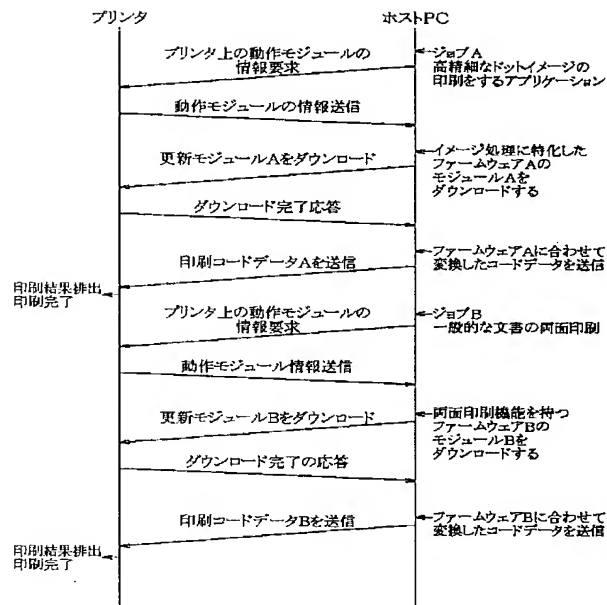 プリンタ
ホストPC
プリンタ上の動作モジュールの
情報要求
ジョブA
高精細なドットイメージの
印刷をするアプリケーション
動作モジュールの情報送信
更新モジュールAをダウンロード
イメージ処理に特化した
ファームウェアAの
モジュールAを
ダウンロードする
ダウンロード完了応答
印刷コードデータAを送信
ファームウェアAに合わせて
変換したコードデータを送信
印刷結果排出
印刷完了
プリンタ上の動作モジュールの
情報要求
ジョブB
一般的な文書の両面印刷
動作モジュール情報送信
更新モジュールBをダウンロード
両面印刷機能を持つ
ファームウェアBの
モジュールBを
ダウンロードする
ダウンロード完了の応答
印刷コードデータBを送信
ファームウェアBに合わせて
変換したコードデータを送信
印刷結果排出
印刷完了